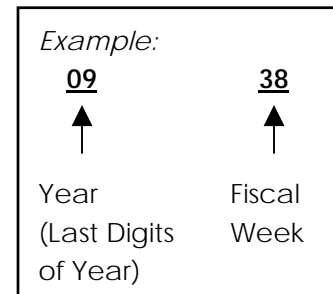 Example:
09 38
Year Fiscal
(Last Digits Week
of Year)